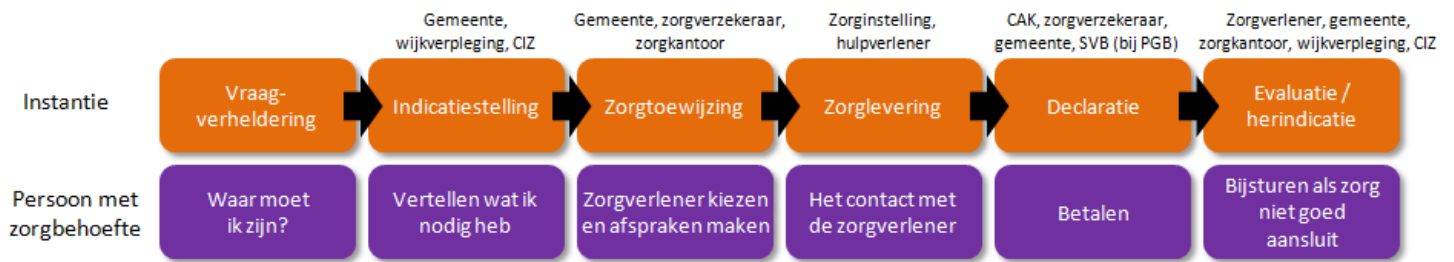 Gemeente,
wijkverpleging, CIZ
Gemeente, zorgverzekeraar,
zorgkantoor
Zorginstelling,
hulpverlener
CAK, zorgverzekeraar,
gemeente, SVB (bij PGB)
Zorgverlener, gemeente,
zorgkantoor, wijkverpleging, CIZ
Instantie
Vraag-
verheldering
Indicatiestelling
Zorgtoewijzing
Zorglevering
Declaratie
Evaluatie /
herindicatie
Persoon met
zorgbehoefte
Waar moet
ik zijn?
Vertellen wat ik
nodig heb
Zorgverlener kiezen
en afspraken maken
Het contact met
de zorgverlener
Betalen
Bijsturen als zorg
niet goed
aansluit